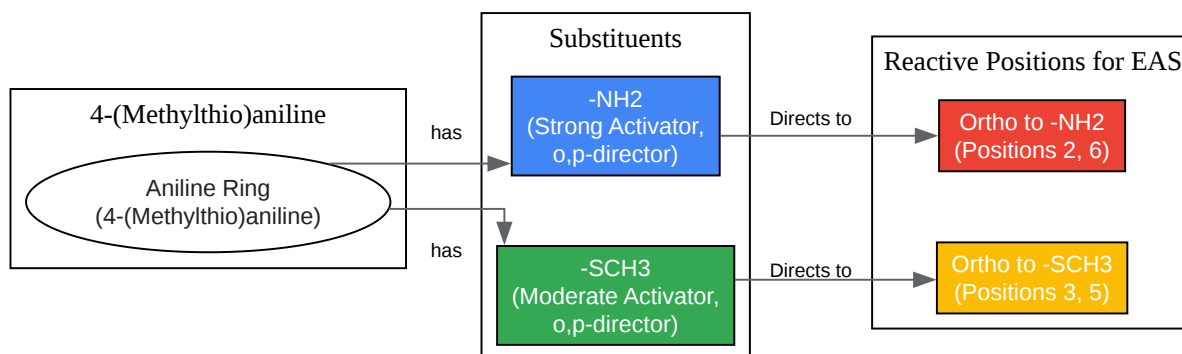 4-(Methylthio)aniline
Aniline Ring
(4-(Methylthio)aniline)
has
has
Substituents
-NH2
(Strong Activator,
o,p-director)
-SCH3
(Moderate Activator,
o,p-director)
Directs to
Directs to
Reactive Positions for EAS
Ortho to -NH2
(Positions 2, 6)
Ortho to -SCH3
(Positions 3, 5)